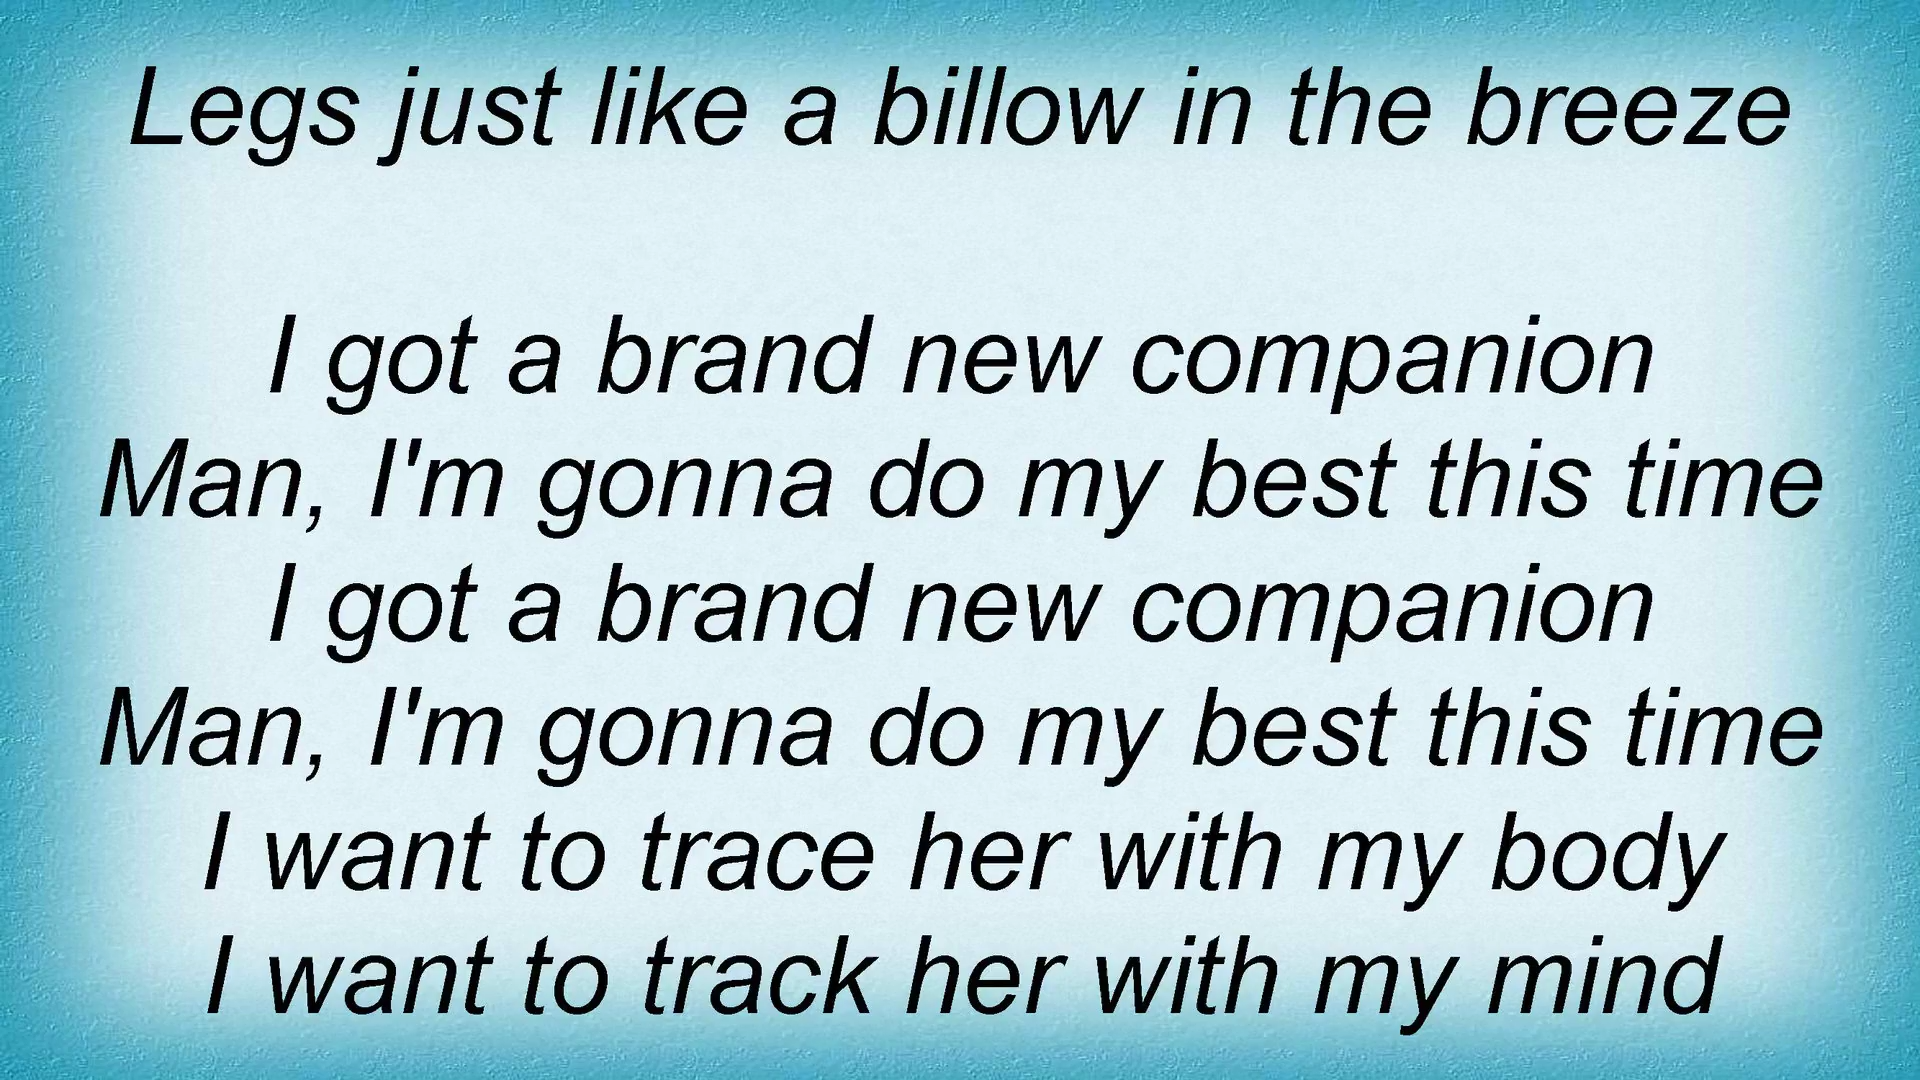 Legs just like a billow in the breeze
I got a brand new companion
Man, I'm gonna do my best this time
I got a brand new companion
Man, I'm gonna do my best this time
I want to trace her with my body
I want to track her with my mind